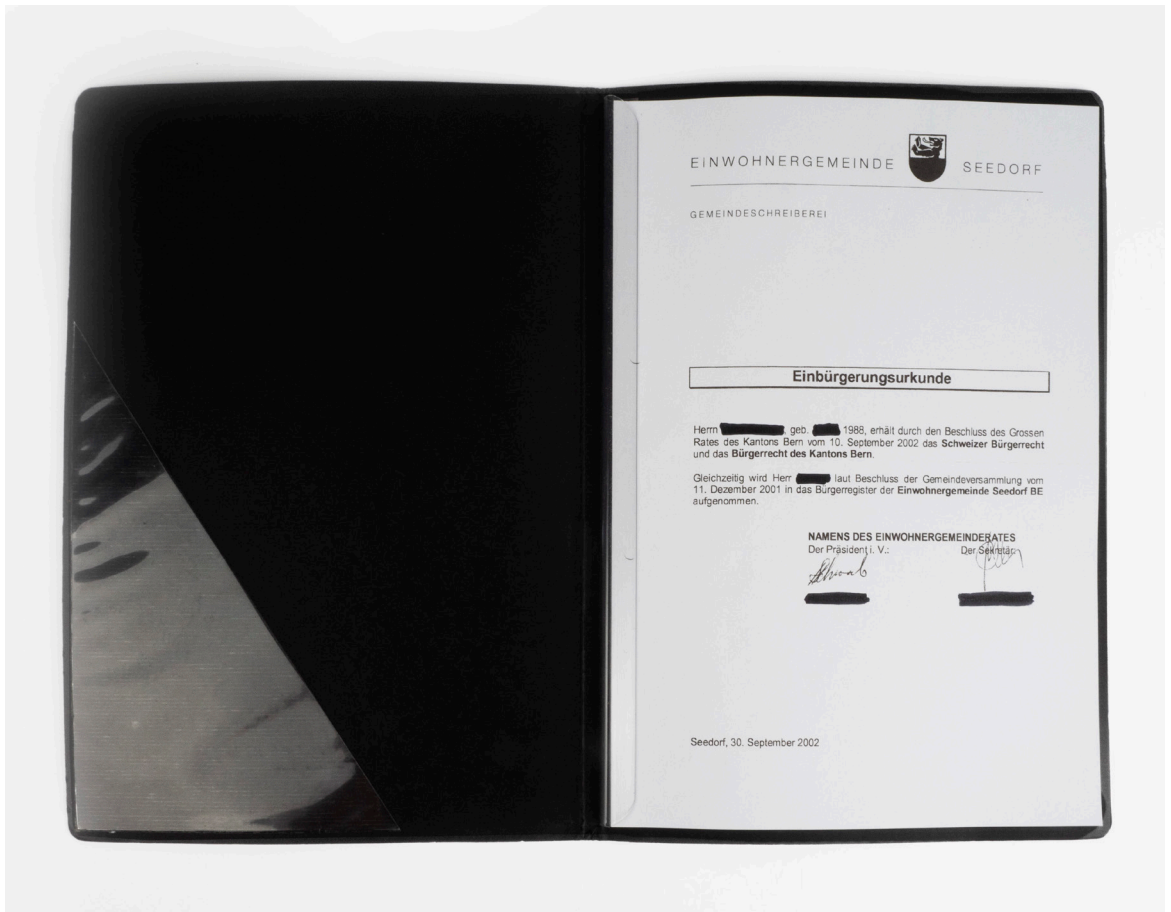 EINWOHNERGEMEINDE SEEDORF
GEMEINDESCHREIBEREI
Einbürgerungsurkunde
Herrn , geb. 1988, erhält durch den Beschluss des Grossen
Rates des Kantons Bern vom 10. September 2002 das Schweizer Bürgerrecht
und das Bürgerrecht des Kantons Bern.
Gleichzeitig wird Herr laut Beschluss der Gemeindeversammlung vom
11. Dezember 2001 in das Bürgerregister der Einwohnergemeinde Seedorf BE
aufgenommen.
NAMENS DES EINWOHNERGEMEINDERATES
Der Präsident i. V.: Der Sekretär:
Seedorf, 30. September 2002